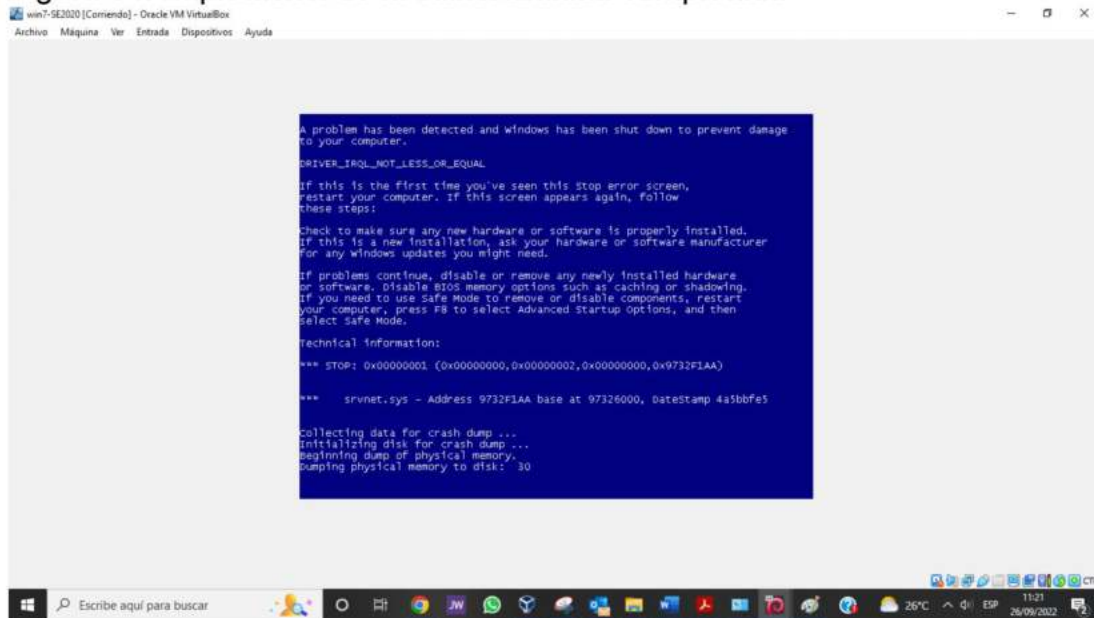 win7-SE2020 [Corriendo] - Oracle VM VirtualBox
Archivo Máquina Ver Entrada Dispositivos Ayuda
A problem has been detected and Windows has been shut down to prevent damage
to your computer.
DRIVER_IRQL_NOT_LESS_OR_EQUAL
If this is the first time you've seen this Stop error screen,
restart your computer. If this screen appears again, follow
these steps:
Check to make sure any new hardware or software is properly installed.
If this is a new installation, ask your hardware or software manufacturer
for any Windows updates you might need.
If problems continue, disable or remove any newly installed hardware
or software. Disable BIOS memory options such as caching or shadowing.
If you need to use Safe Mode to remove or disable components, restart
your computer, press F8 to select Advanced Startup Options, and then
select Safe Mode.
Technical information:
*** STOP: 0x000000D1 (0x00000000,0x00000002,0x00000000,0x9732F1AA)
*** srvnet.sys - Address 9732F1AA base at 97326000, DateStamp 4a5bbfe5
Collecting data for crash dump ...
Initializing disk for crash dump ...
Beginning dump of physical memory.
Dumping physical memory to disk: 30
Escribe aquí para buscar
JW
26°C
ESP
11:21
26/09/2022
2